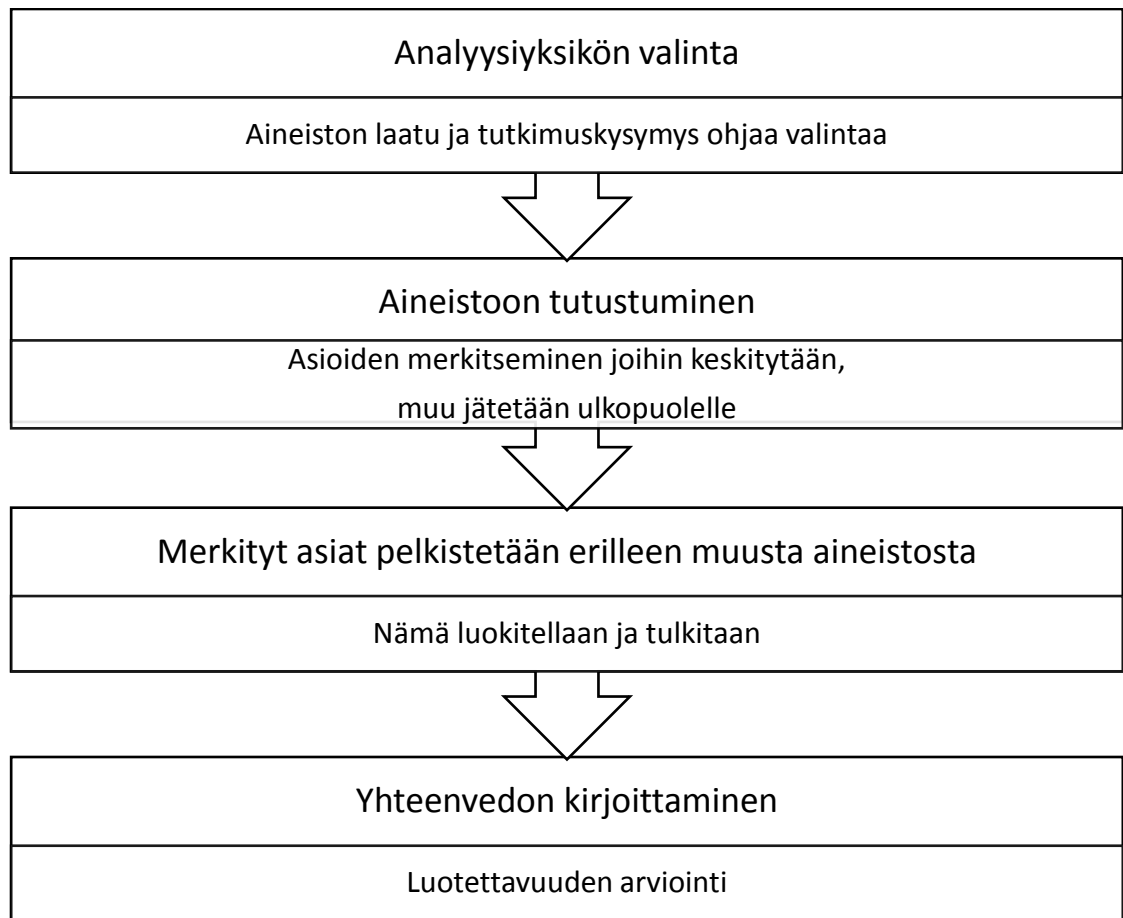 Analyysiyksikön valinta
Aineiston laatu ja tutkimuskysymys ohjaa valintaa
Aineistoon tutustuminen
Asioiden merkitseminen joihin keskitytään,
muu jätetään ulkopuolelle
Merkityt asiat pelkistetään erilleen muusta aineistosta
Nämä luokitellaan ja tulkitaan
Yhteenvedon kirjoittaminen
Luotettavuuden arviointi